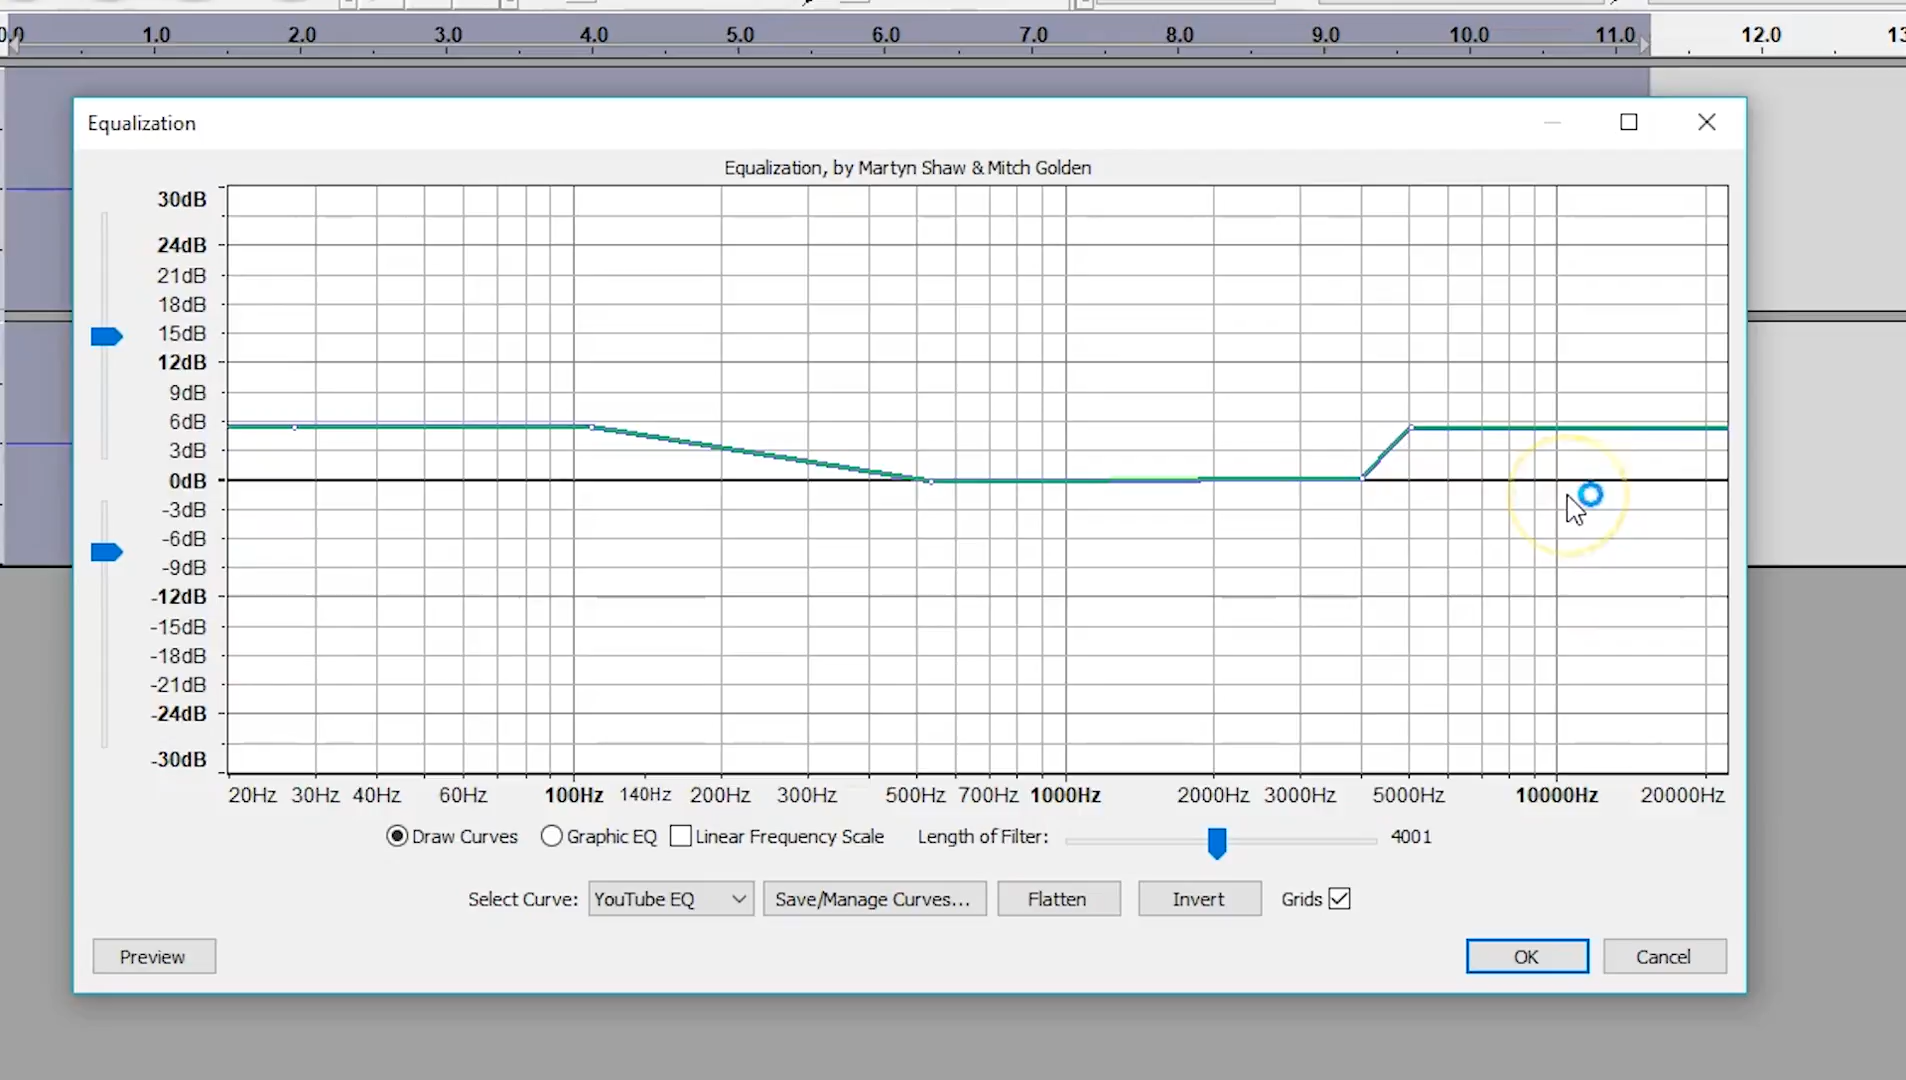 1.0 2.0 3.0 4.0 5.0 6.0 7.0 8.0 9.0 10.0 11.0 12.0
Equalization
Equalization, by Martyn Shaw & Mitch Golden
30dB
24dB
21dB
18dB
15dB
12dB
9dB
6dB
3dB
0dB
-3dB
-6dB
-9dB
-12dB
-15dB
-18dB
-21dB
-24dB
-30dB
20Hz 30Hz 40Hz 60Hz 100Hz 140Hz 200Hz 300Hz 500Hz 700Hz 1000Hz 2000Hz 3000Hz 5000Hz 10000Hz 20000Hz
Draw Curves Graphic EQ Linear Frequency Scale Length of Filter: 4001
Select Curve: YouTube EQ Save/Manage Curves... Flatten Invert Grids
Preview OK Cancel